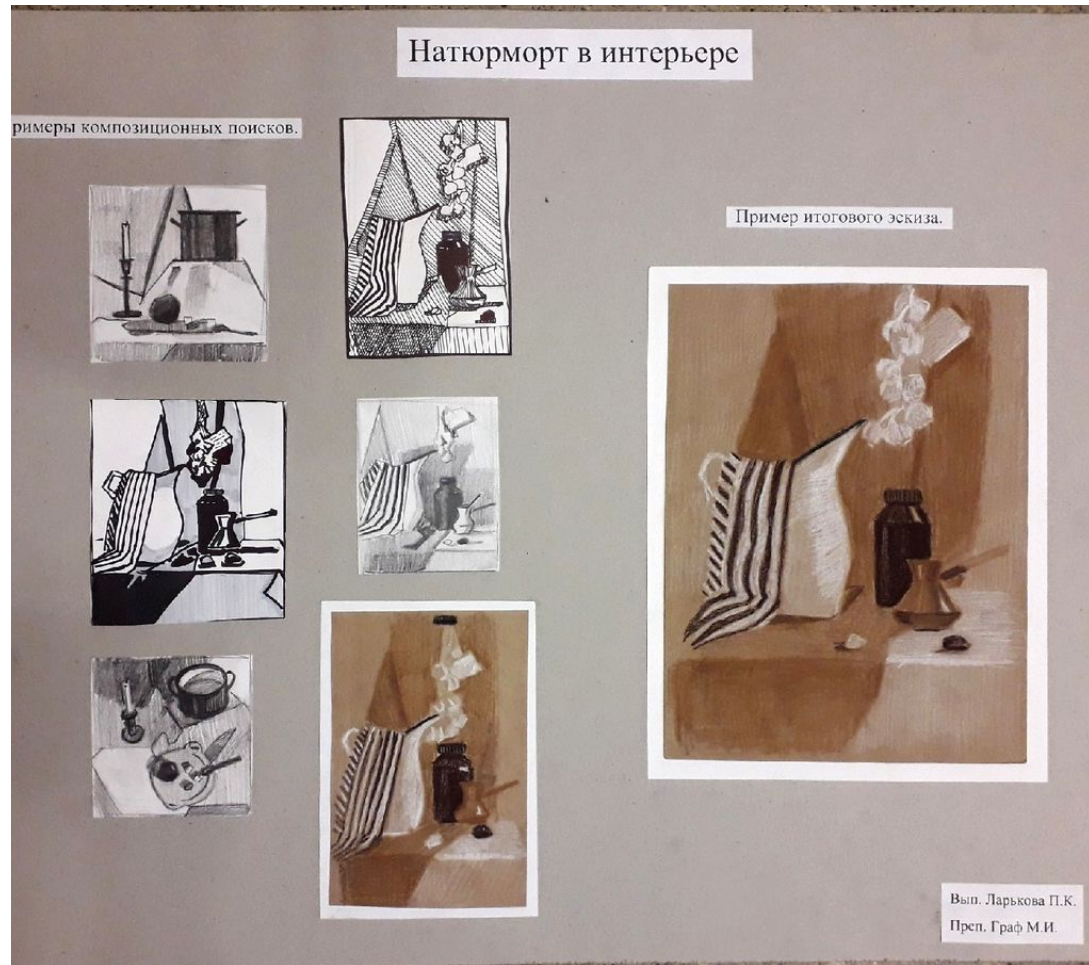 Натюрморт в интерьере
римеры композиционных поисков.
Пример итогового эскиза.
Вып. Ларькова П.К.
Преп. Граф М.И.